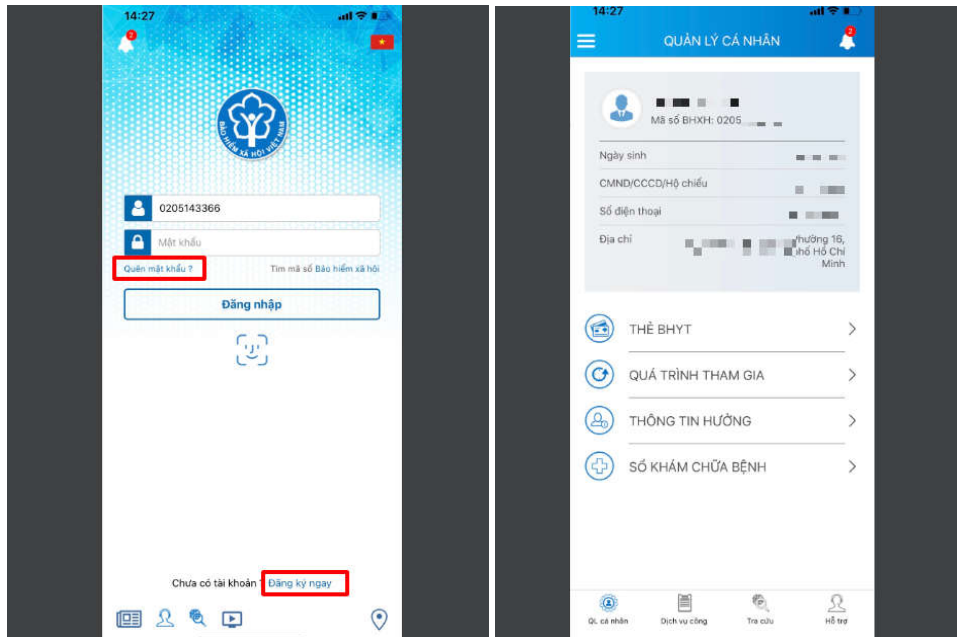 14:27
2
BẢO HIỂM XÃ HỘI VIỆT NAM
0205143366
Mật khẩu
Quên mật khẩu ?
Tìm mã số Bảo hiểm xã hội
Đăng nhập
Chưa có tài khoản ?
Đăng ký ngay
14:27
QUẢN LÝ CÁ NHÂN
2
Mã số BHXH: 0205
Ngày sinh
CMND/CCCD/Hộ chiếu
Số điện thoại
Địa chỉ
Phường 16,
phố Hồ Chí
Minh
THẺ BHYT
QUÁ TRÌNH THAM GIA
THÔNG TIN HƯỞNG
SỔ KHÁM CHỮA BỆNH
QL cá nhân
Dịch vụ công
Tra cứu
Hỗ trợ